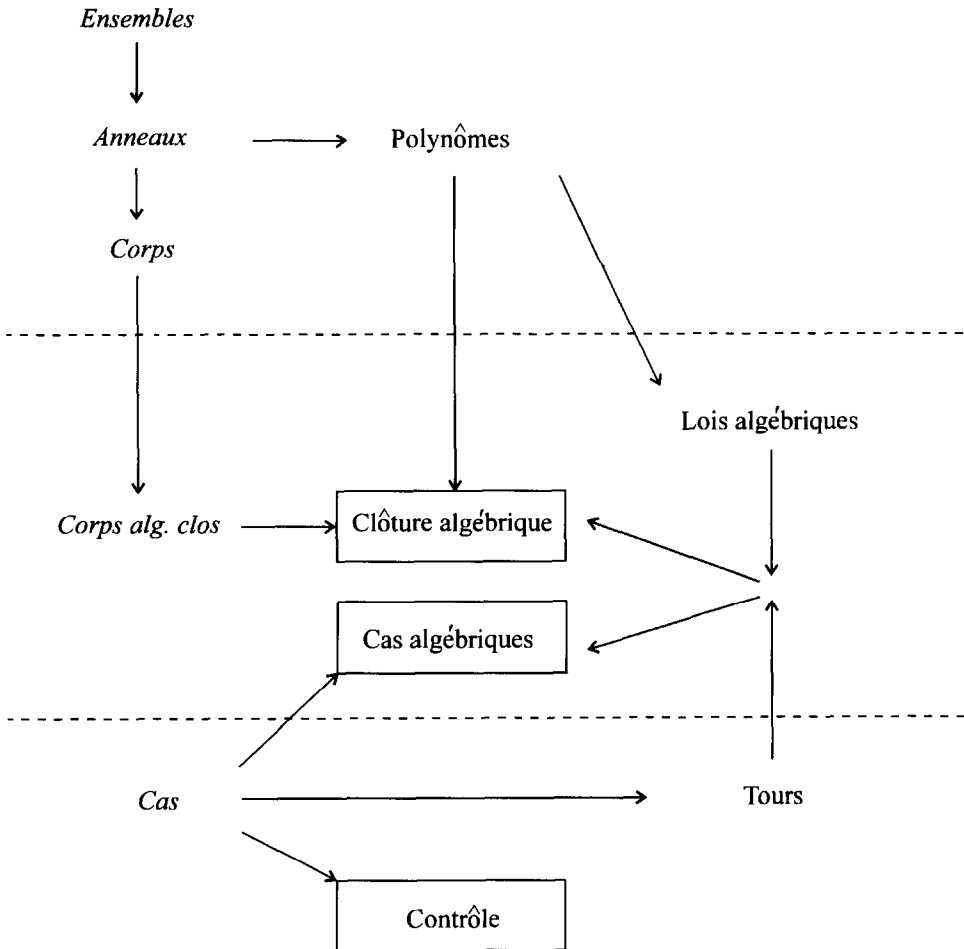 Ensembles
Anneaux
Polynômes
Corps
Lois algébriques
Corps alg. clos
Clôture algébrique
Cas algébriques
Cas
Tours
Contrôle